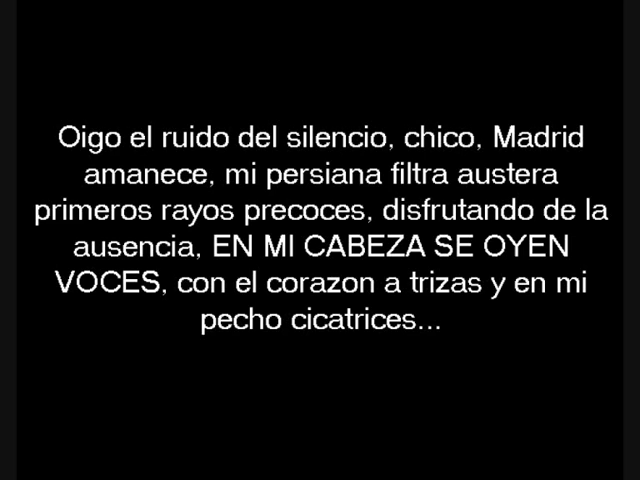 Oigo el ruido del silencio, chico, Madrid
amanece, mi persiana filtra austera
primeros rayos precoces, disfrutando de la
ausencia, EN MI CABEZA SE OYEN
VOCES, con el corazon a trizas y en mi
pecho cicatrices...